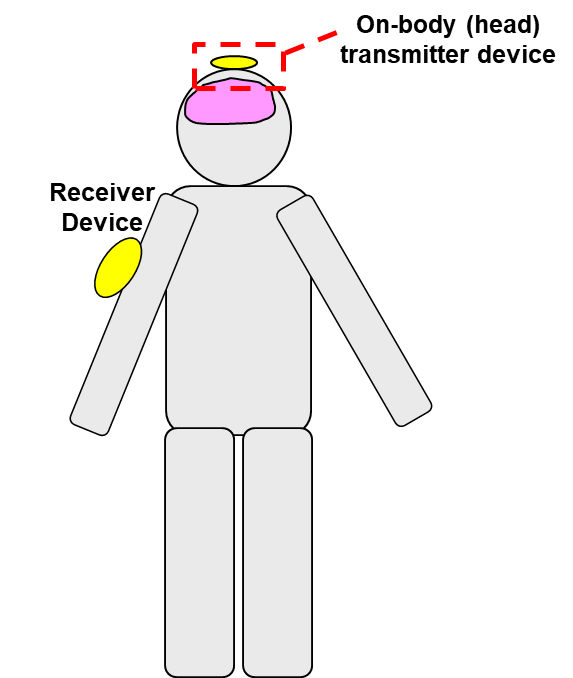 On-body (head)
transmitter device
Receiver
Device